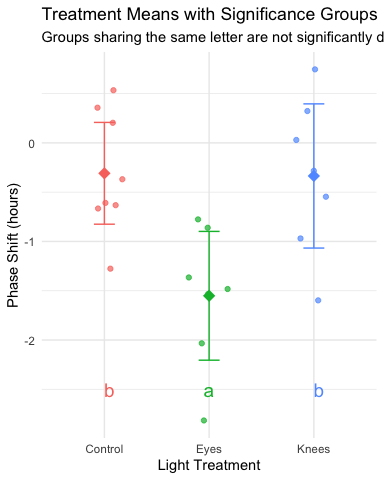 Treatment Means with Significance Groups
Groups sharing the same letter are not significantly d
0
-1
-2
Phase Shift (hours)
b
a
b
Control
Eyes
Knees
Light Treatment